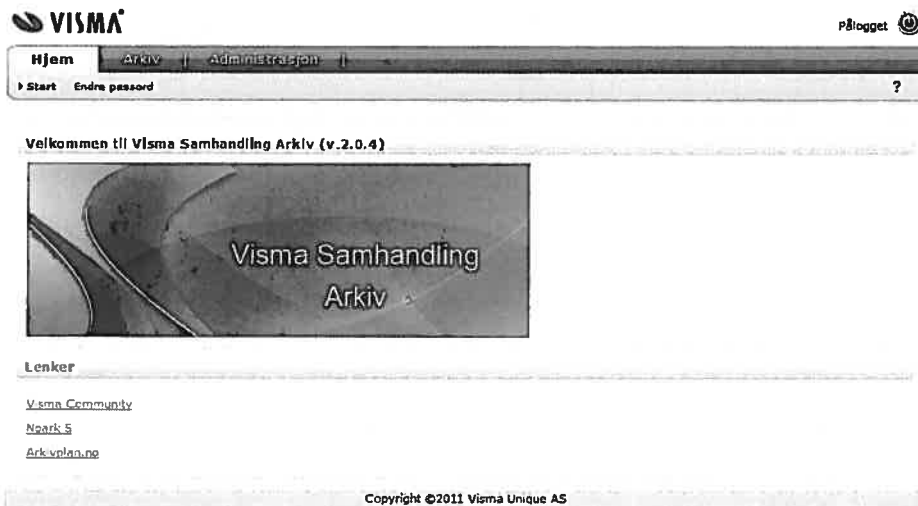 VISMA
Pålogget
Hjem Arkiv | Administrasjon |
Start Endre passord ?
Velkommen til Visma Samhandling Arkiv (v.2.0.4)
Visma Samhandling
Arkiv
Lenker
Visma Community
Noark 5
Arkivplan.no
Copyright ©2011 Visma Unique AS